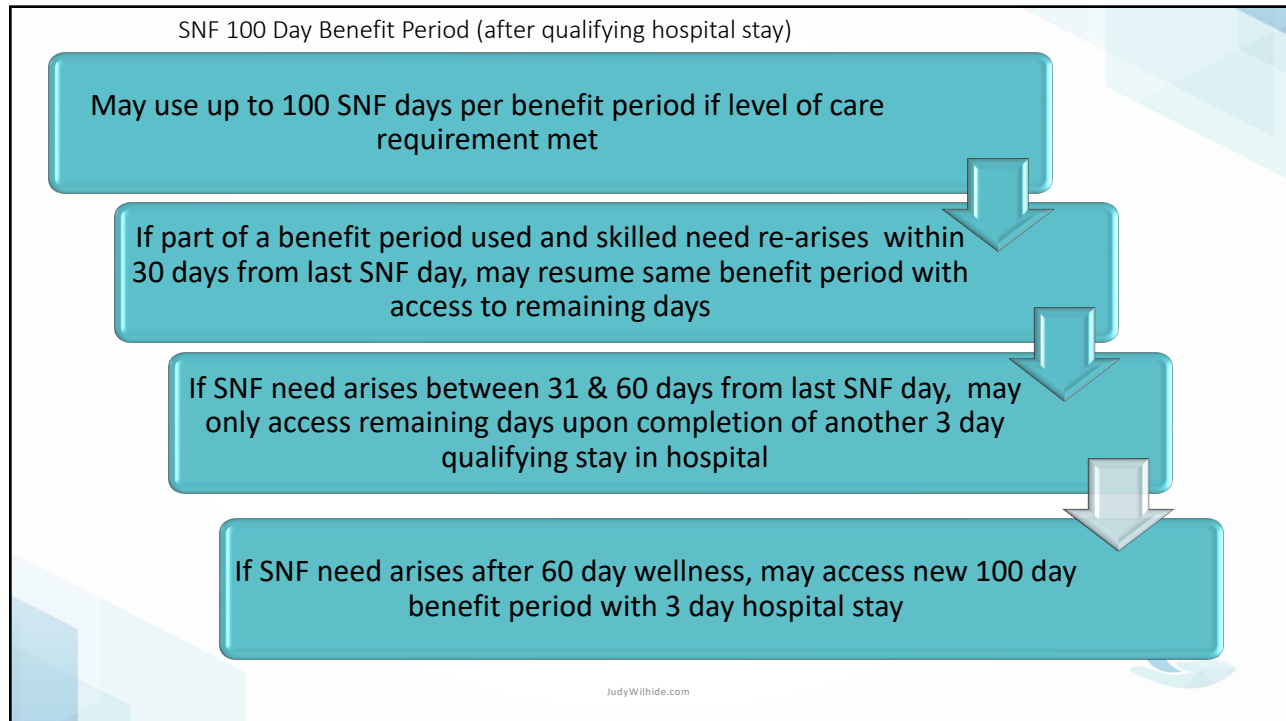 SNF 100 Day Benefit Period (after qualifying hospital stay)
May use up to 100 SNF days per benefit period if level of care
requirement met
If part of a benefit period used and skilled need re-arises within
30 days from last SNF day, may resume same benefit period with
access to remaining days
If SNF need arises between 31 & 60 days from last SNF day, may
only access remaining days upon completion of another 3 day
qualifying stay in hospital
If SNF need arises after 60 day wellness, may access new 100 day
benefit period with 3 day hospital stay
JudyWilhide.com